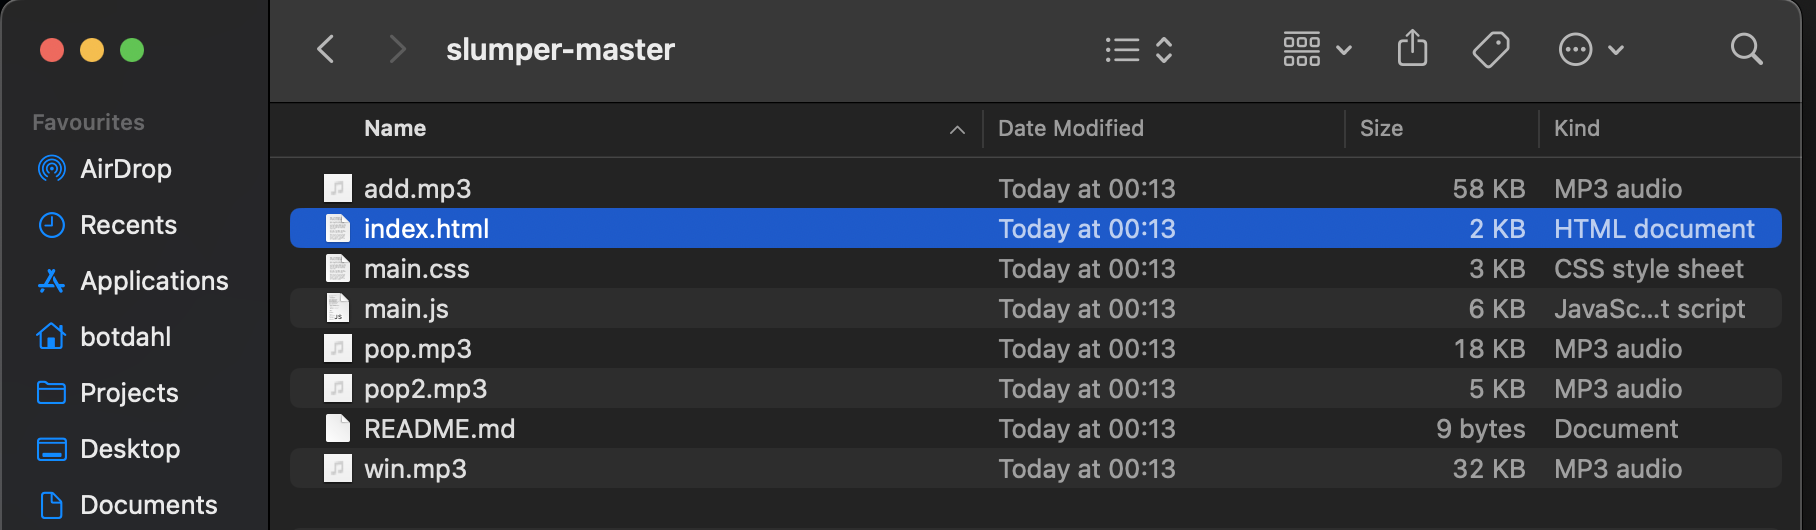 slumper-master
Favourites
AirDrop
Recents
Applications
botdahl
Projects
Desktop
Documents
Name Date Modified Size Kind
add.mp3 Today at 00:13 58 KB MP3 audio
index.html Today at 00:13 2 KB HTML document
main.css Today at 00:13 3 KB CSS style sheet
main.js Today at 00:13 6 KB JavaSc...t script
pop.mp3 Today at 00:13 18 KB MP3 audio
pop2.mp3 Today at 00:13 5 KB MP3 audio
README.md Today at 00:13 9 bytes Document
win.mp3 Today at 00:13 32 KB MP3 audio